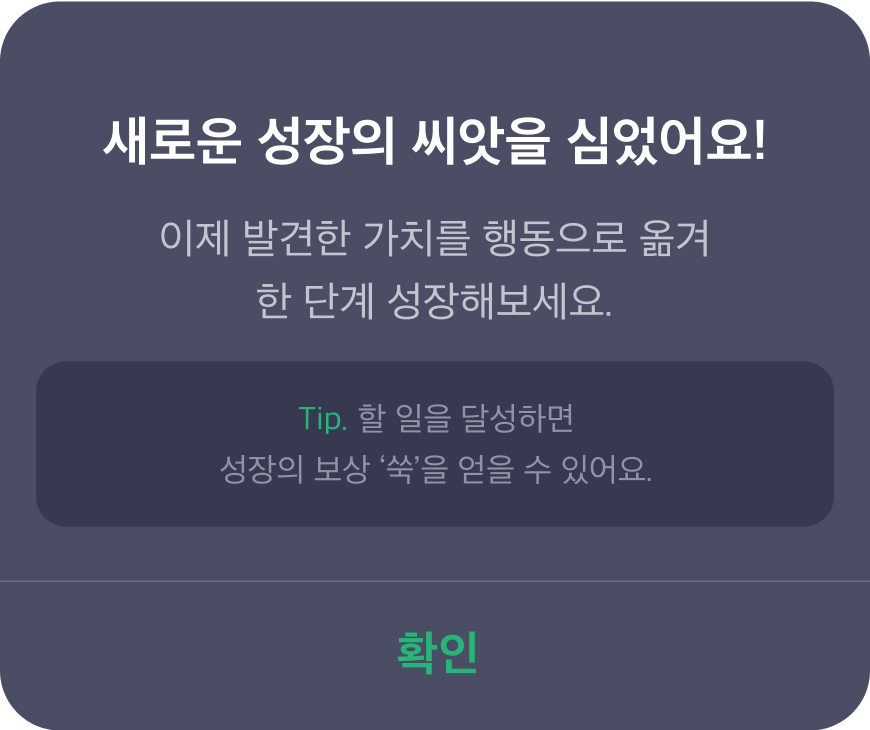 새로운 성장의 씨앗을 심었어요!
이제 발견한 가치를 행동으로 옮겨
한 단계 성장해보세요.
Tip. 할 일을 달성하면
성장의 보상 ‘쑥’을 얻을 수 있어요.
확인